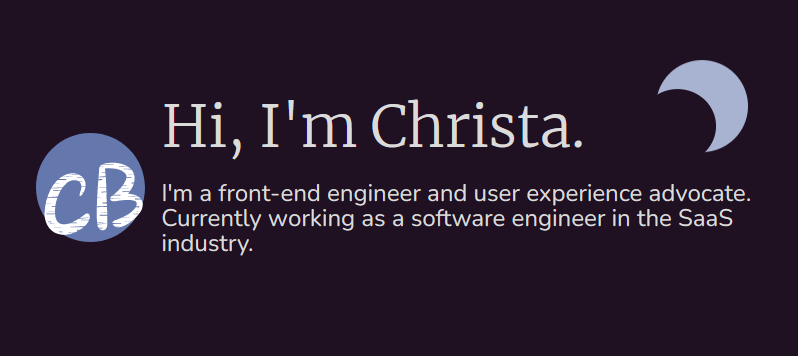 Hi, I'm Christa.
CB
I'm a front-end engineer and user experience advocate.
Currently working as a software engineer in the SaaS
industry.